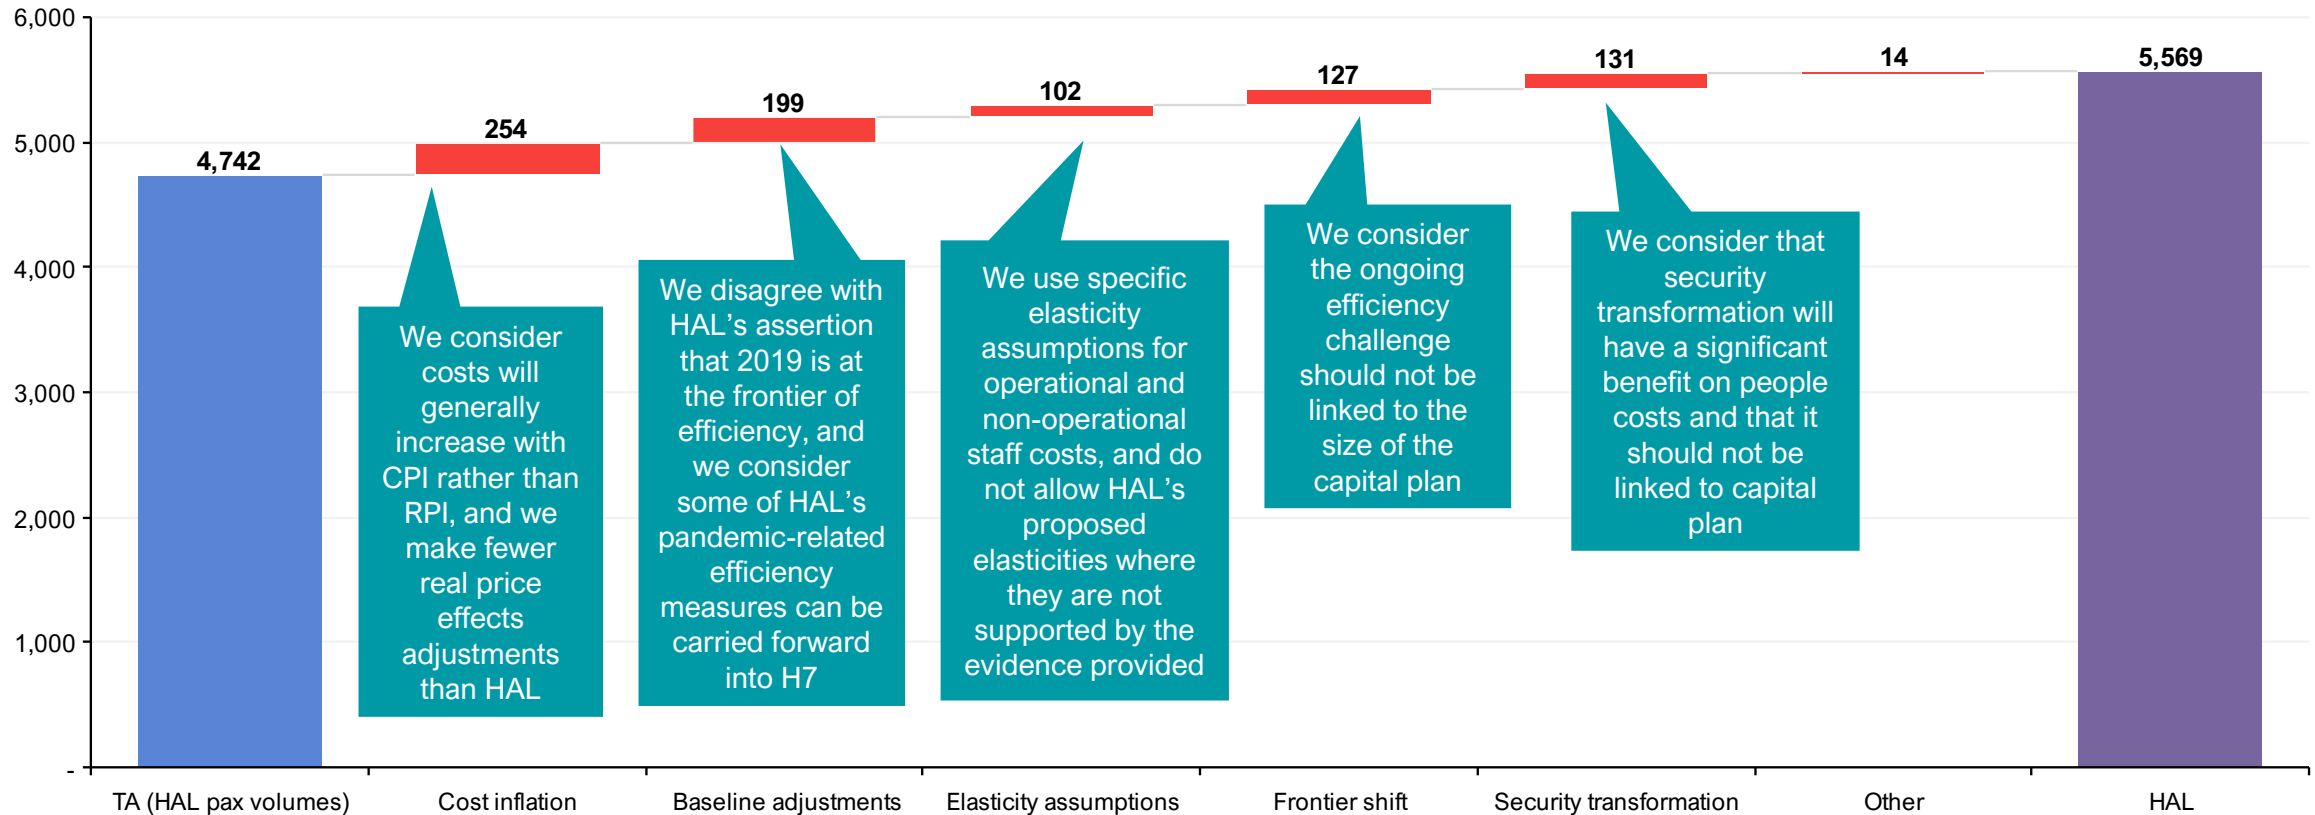 6,000
5,000
4,000
3,000
2,000
1,000
-
4,742
254
199
102
127
131
14
5,569
We consider
costs will
generally
increase with
CPI rather than
RPI, and we
make fewer
real price
effects
adjustments
than HAL
We disagree with
HAL’s assertion
that 2019 is at
the frontier of
efficiency, and
we consider
some of HAL’s
pandemic-related
efficiency
measures can be
carried forward
into H7
We use specific
elasticity
assumptions for
operational and
non-operational
staff costs, and do
not allow HAL’s
proposed
elasticities where
they are not
supported by the
evidence provided
We consider
the ongoing
efficiency
challenge
should not be
linked to the
size of the
capital plan
We consider that
security
transformation will
have a significant
benefit on people
costs and that it
should not be
linked to capital
plan
TA (HAL pax volumes)
Cost inflation
Baseline adjustments
Elasticity assumptions
Frontier shift
Security transformation
Other
HAL